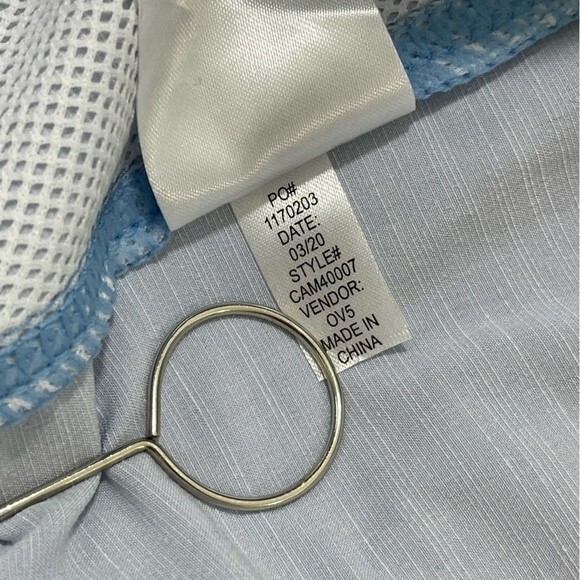 PO#
1170203
DATE:
03/20
STYLE#
CAM40007
VENDOR:
OV5
MADE IN
CHINA